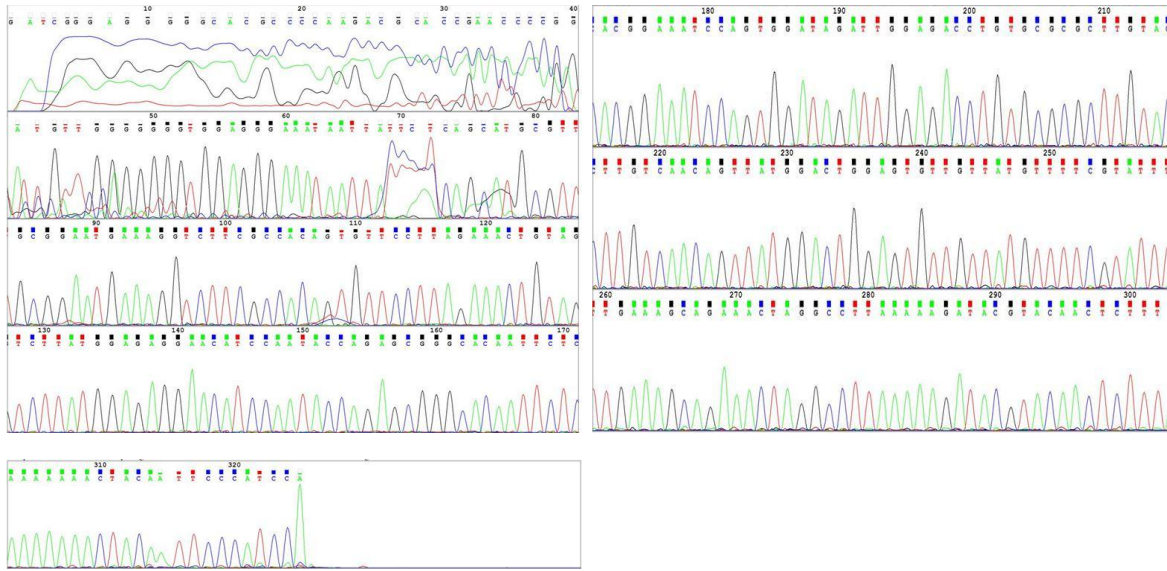 10 20 30 40
50 60 70 80
A T G T T G G G G G G T G G A G G G A A A T A A T T A T T C T C A G C A T G C G T T
90 100 110 120
G C G G A A T G A A A G G T C T T C G C C A C A G T G T T C C T T A G A A A C T G T A G
130 140 150 160 170
T C T T A T G G A G A G G A A C A T C C A A T A C C A G A G C G G G C A C A A T T C T C
180 190 200 210
C A C G G A A A T C C A G T G G A T A G A T T G G A G A C C T G T G C G C G C T T G T A
220 230 240 250
C T T G T C A A C A G T T A T G G A C T G G A G T G T T G T T A T G T T T T C G T A T T T
260 270 280 290 300
T T G A A A G C A G A A A C T A G G C C T T A A A A A G A T A C G T A C A A C T C T T T
310 320
A A A A A A A C T A C A A T T C C C A T C C A